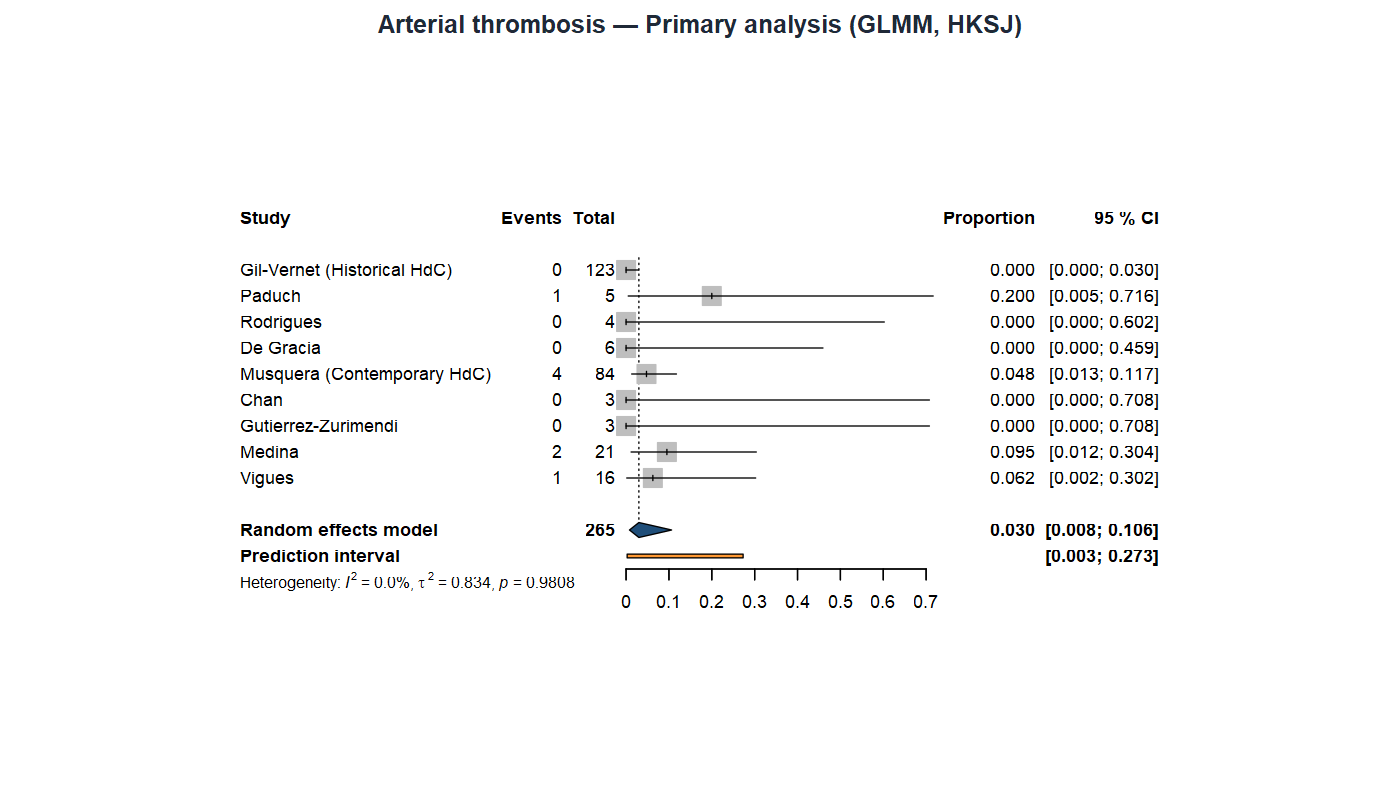 Arterial thrombosis — Primary analysis (GLMM, HKSJ)
Study Events Total Proportion 95 % CI
Gil-Vernet (Historical HdC) 0 123 0.000 [0.000; 0.030]
Paduch 1 5 0.200 [0.005; 0.716]
Rodrigues 0 4 0.000 [0.000; 0.602]
De Gracia 0 6 0.000 [0.000; 0.459]
Musquera (Contemporary HdC) 4 84 0.048 [0.013; 0.117]
Chan 0 3 0.000 [0.000; 0.708]
Gutierrez-Zurimendi 0 3 0.000 [0.000; 0.708]
Medina 2 21 0.095 [0.012; 0.304]
Vigues 1 16 0.062 [0.002; 0.302]
Random effects model 265 0.030 [0.008; 0.106]
Prediction interval [0.003; 0.273]
Heterogeneity: I² = 0.0%, τ² = 0.834, p = 0.9808
0 0.1 0.2 0.3 0.4 0.5 0.6 0.7